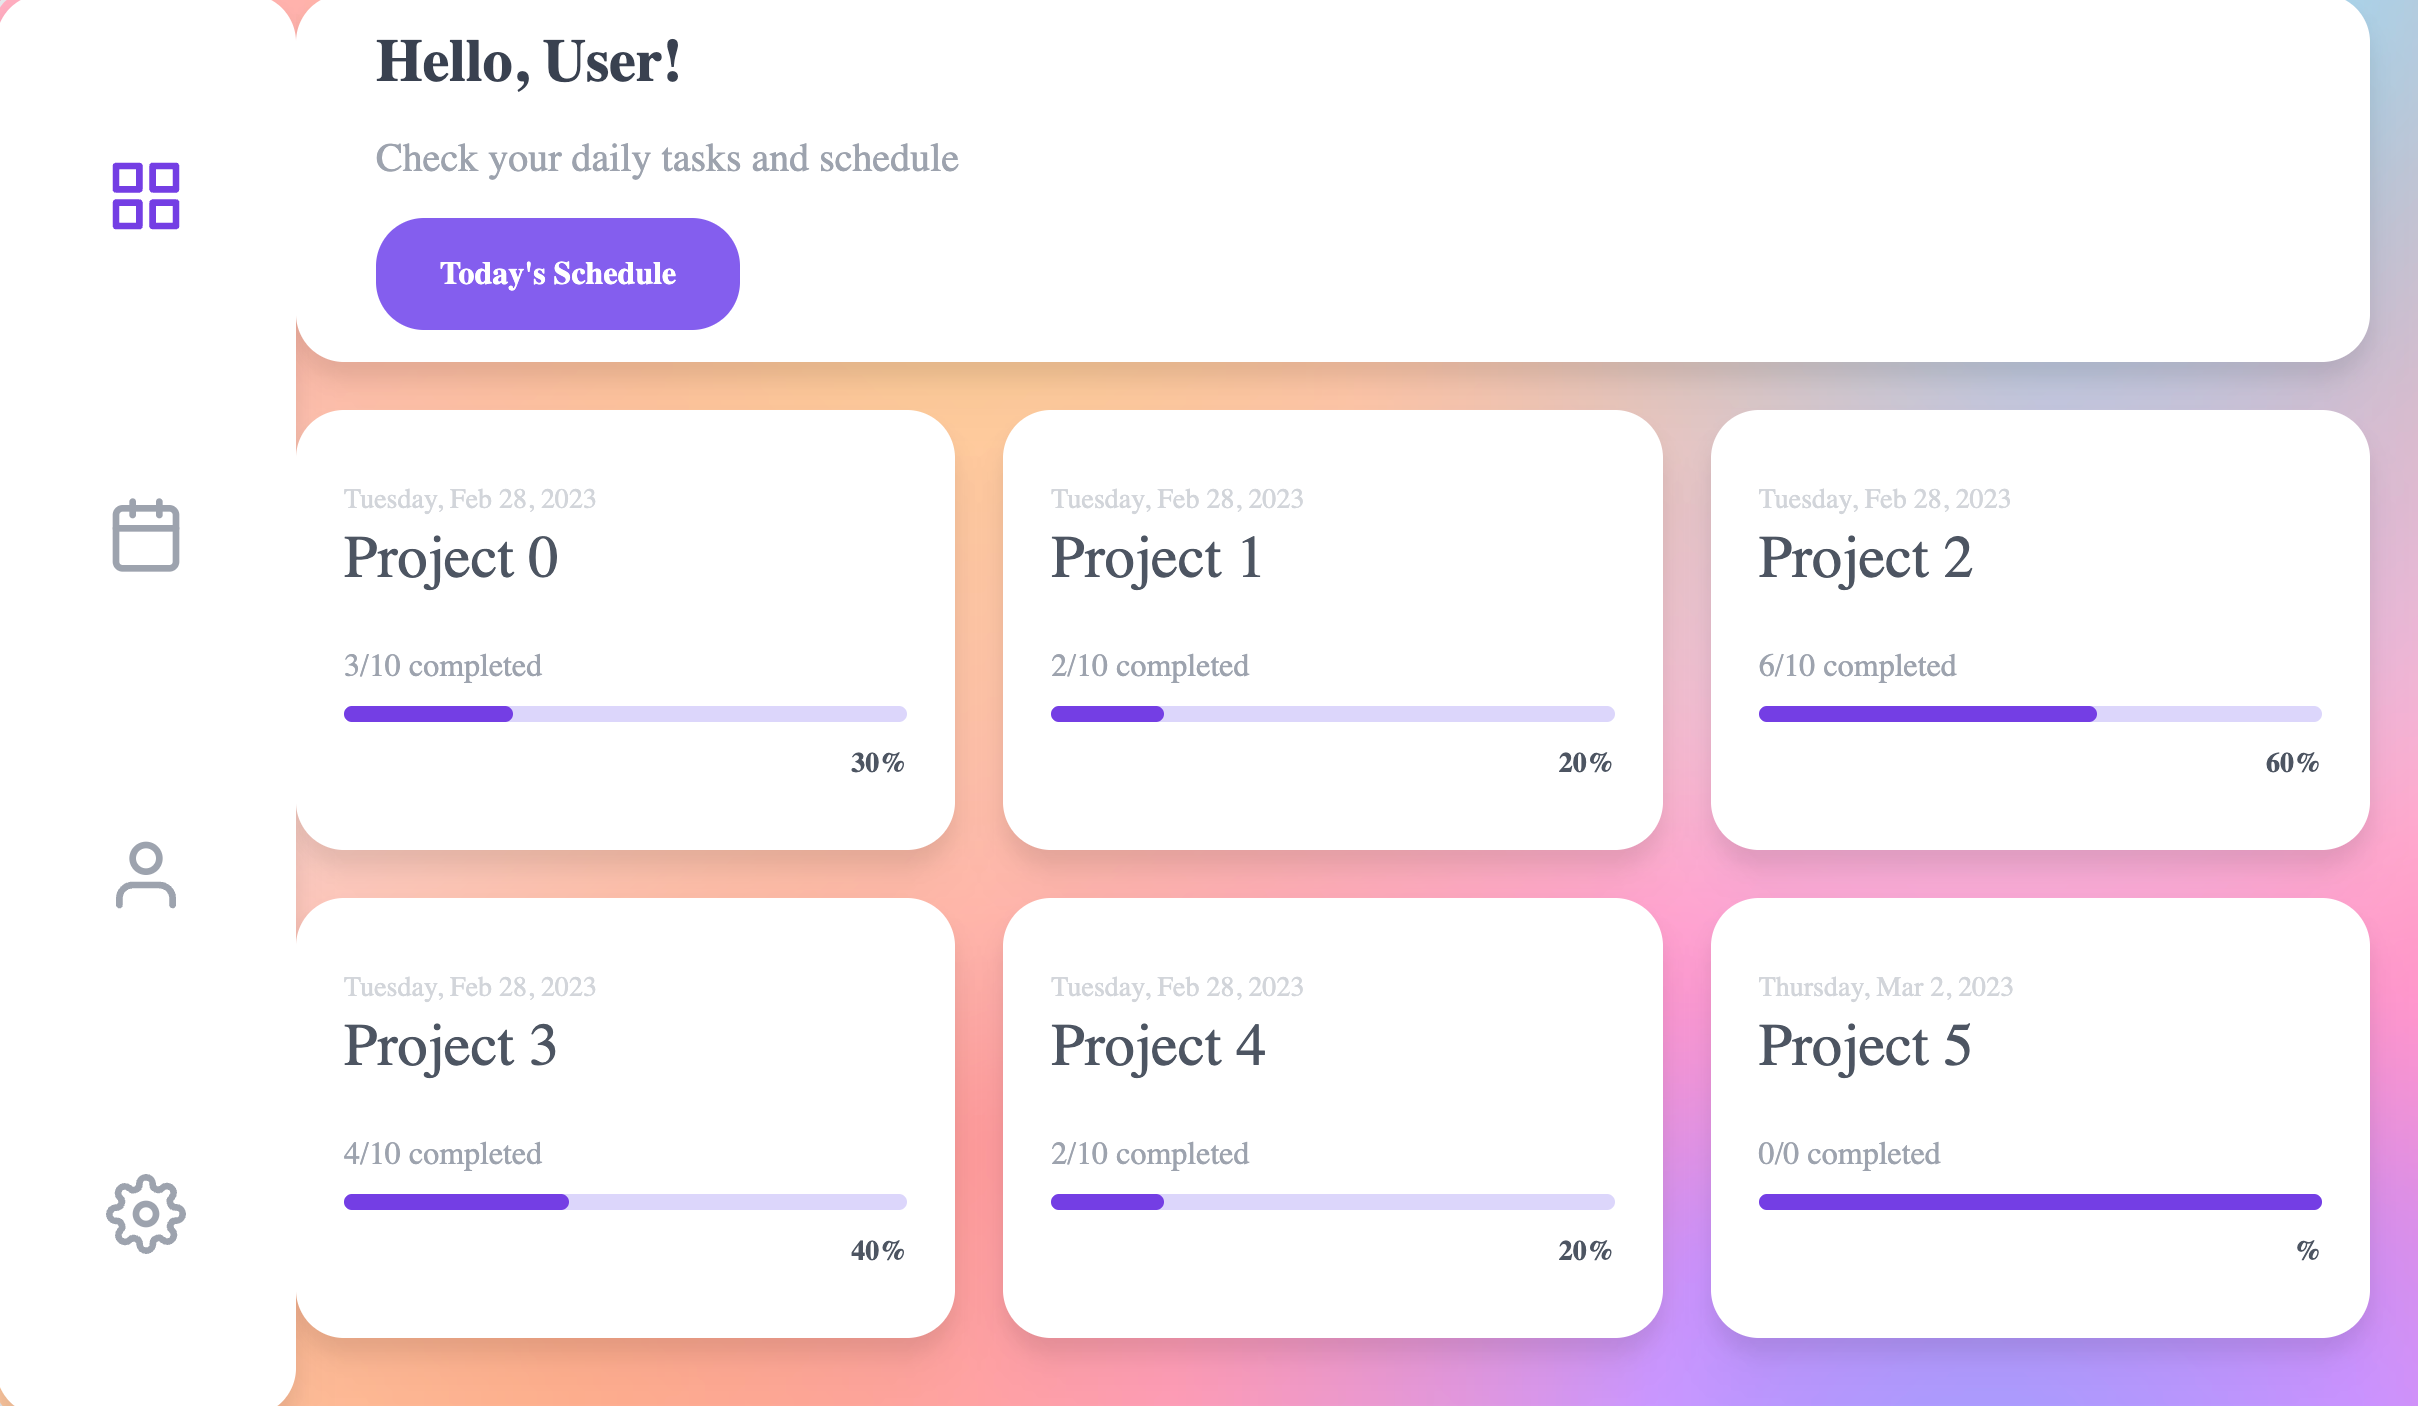 Hello, User!
Check your daily tasks and schedule
Today's Schedule
Tuesday, Feb 28, 2023
Project 0
3/10 completed
30%
Tuesday, Feb 28, 2023
Project 1
2/10 completed
20%
Tuesday, Feb 28, 2023
Project 2
6/10 completed
60%
Tuesday, Feb 28, 2023
Project 3
4/10 completed
40%
Tuesday, Feb 28, 2023
Project 4
2/10 completed
20%
Thursday, Mar 2, 2023
Project 5
0/0 completed
%